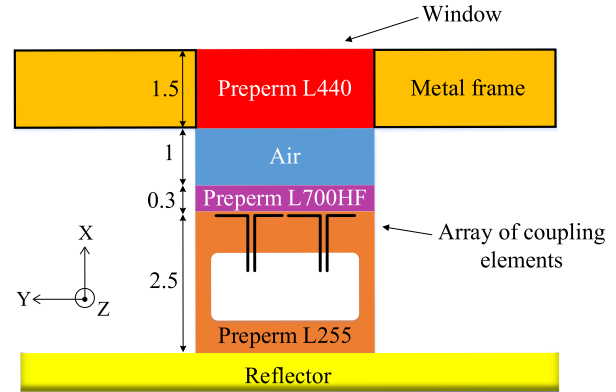 Window
1.5
Preperm L440
Metal frame
1
Air
0.3
Preperm L700HF
Array of coupling
elements
2.5
X
Y
Z
Preperm L255
Reflector